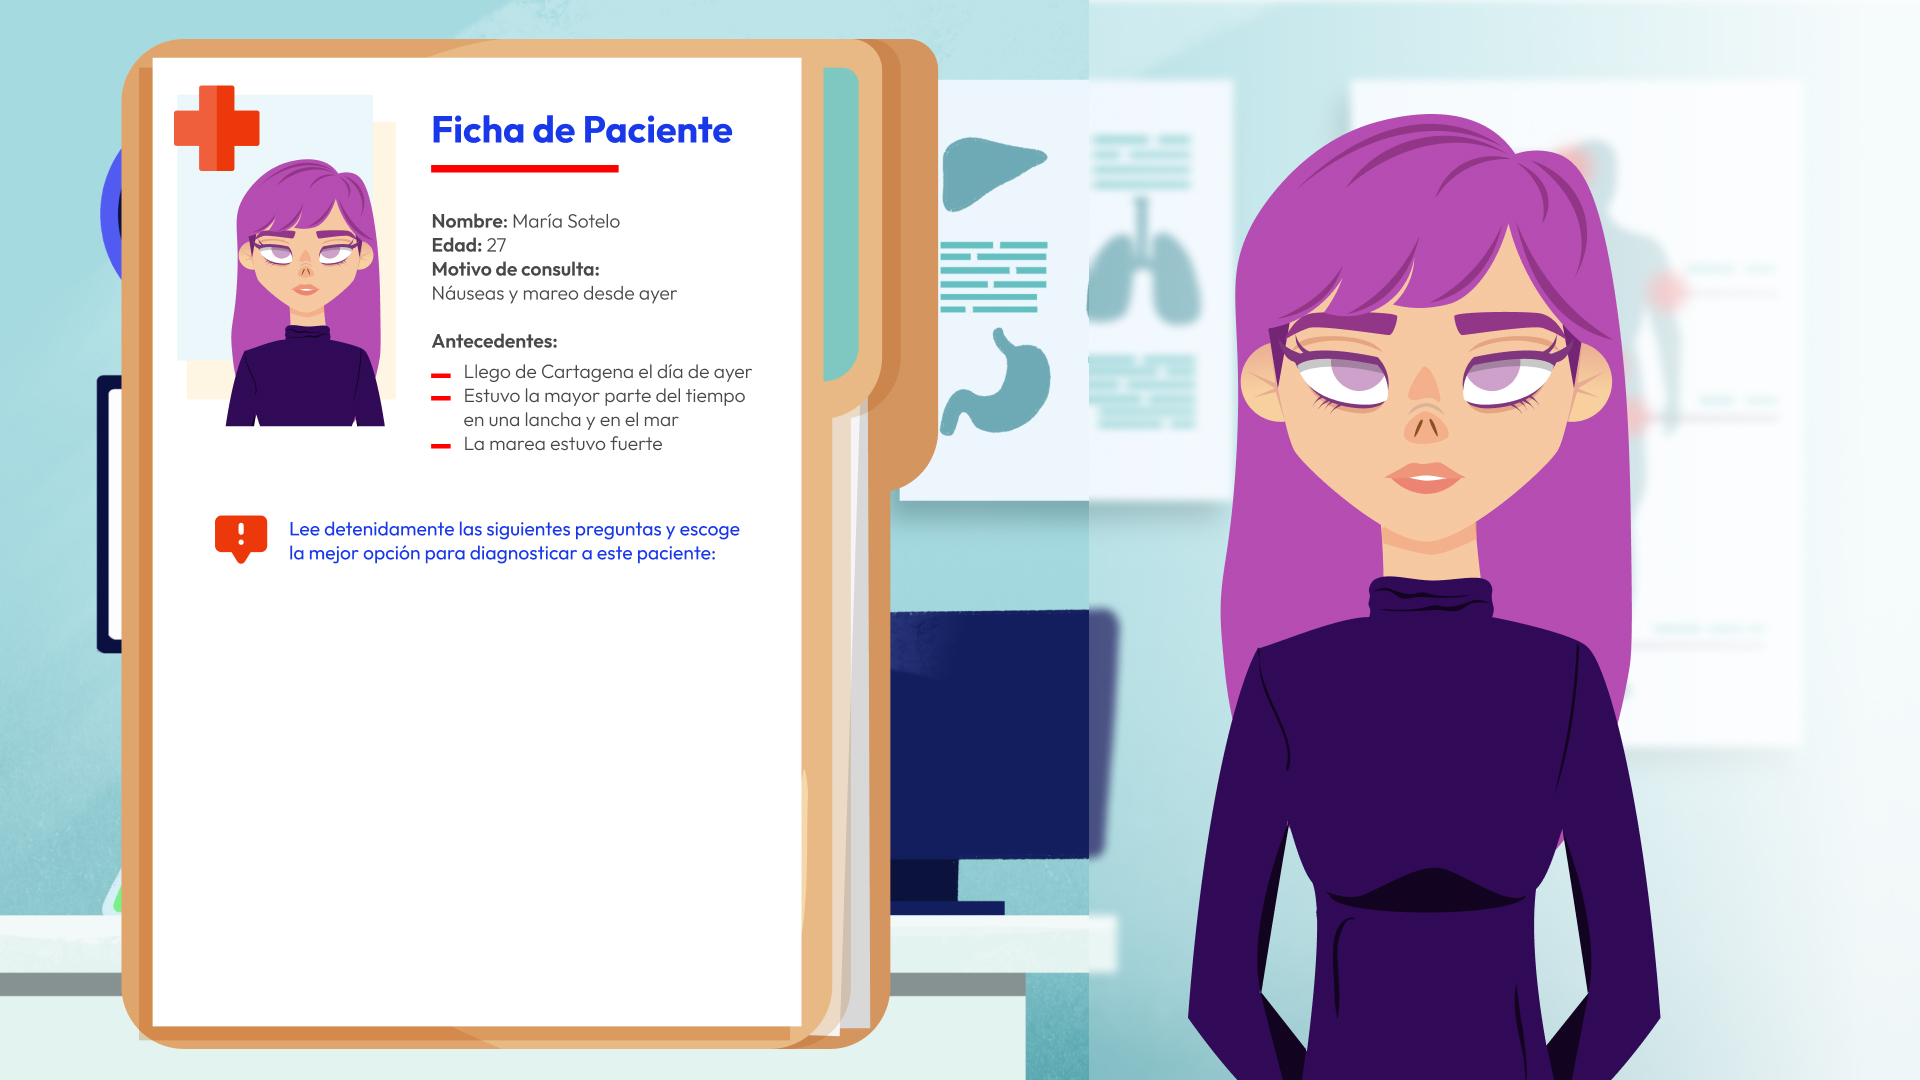 Ficha de Paciente
Nombre: María Sotelo
Edad: 27
Motivo de consulta:
Náuseas y mareo desde ayer
Antecedentes:
Llego de Cartagena el día de ayer
Estuvo la mayor parte del tiempo
en una lancha y en el mar
La marea estuvo fuerte
Lee detenidamente las siguientes preguntas y escoge
la mejor opción para diagnosticar a este paciente: